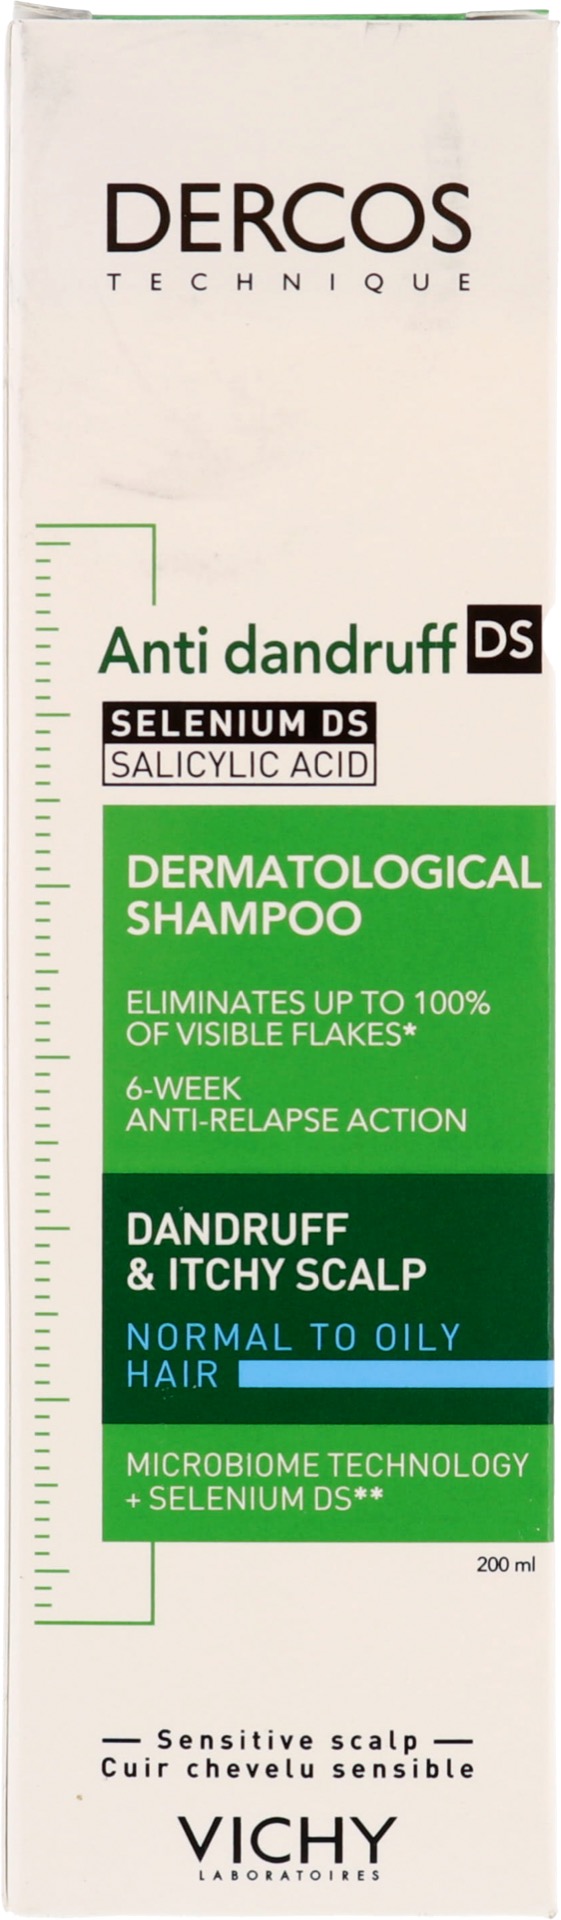 DERCOS
TECHNIQUE
Anti dandruff DS
SELENIUM DS
SALICYLIC ACID
DERMATOLOGICAL
SHAMPOO
ELIMINATES UP TO 100%
OF VISIBLE FLAKES*
6-WEEK
ANTI-RELAPSE ACTION
DANDRUFF
& ITCHY SCALP
NORMAL TO OILY
HAIR
MICROBIOME TECHNOLOGY
+ SELENIUM DS**
200 ml
— Sensitive scalp —
Cuir chevelu sensible
VICHY
LABORATOIRES